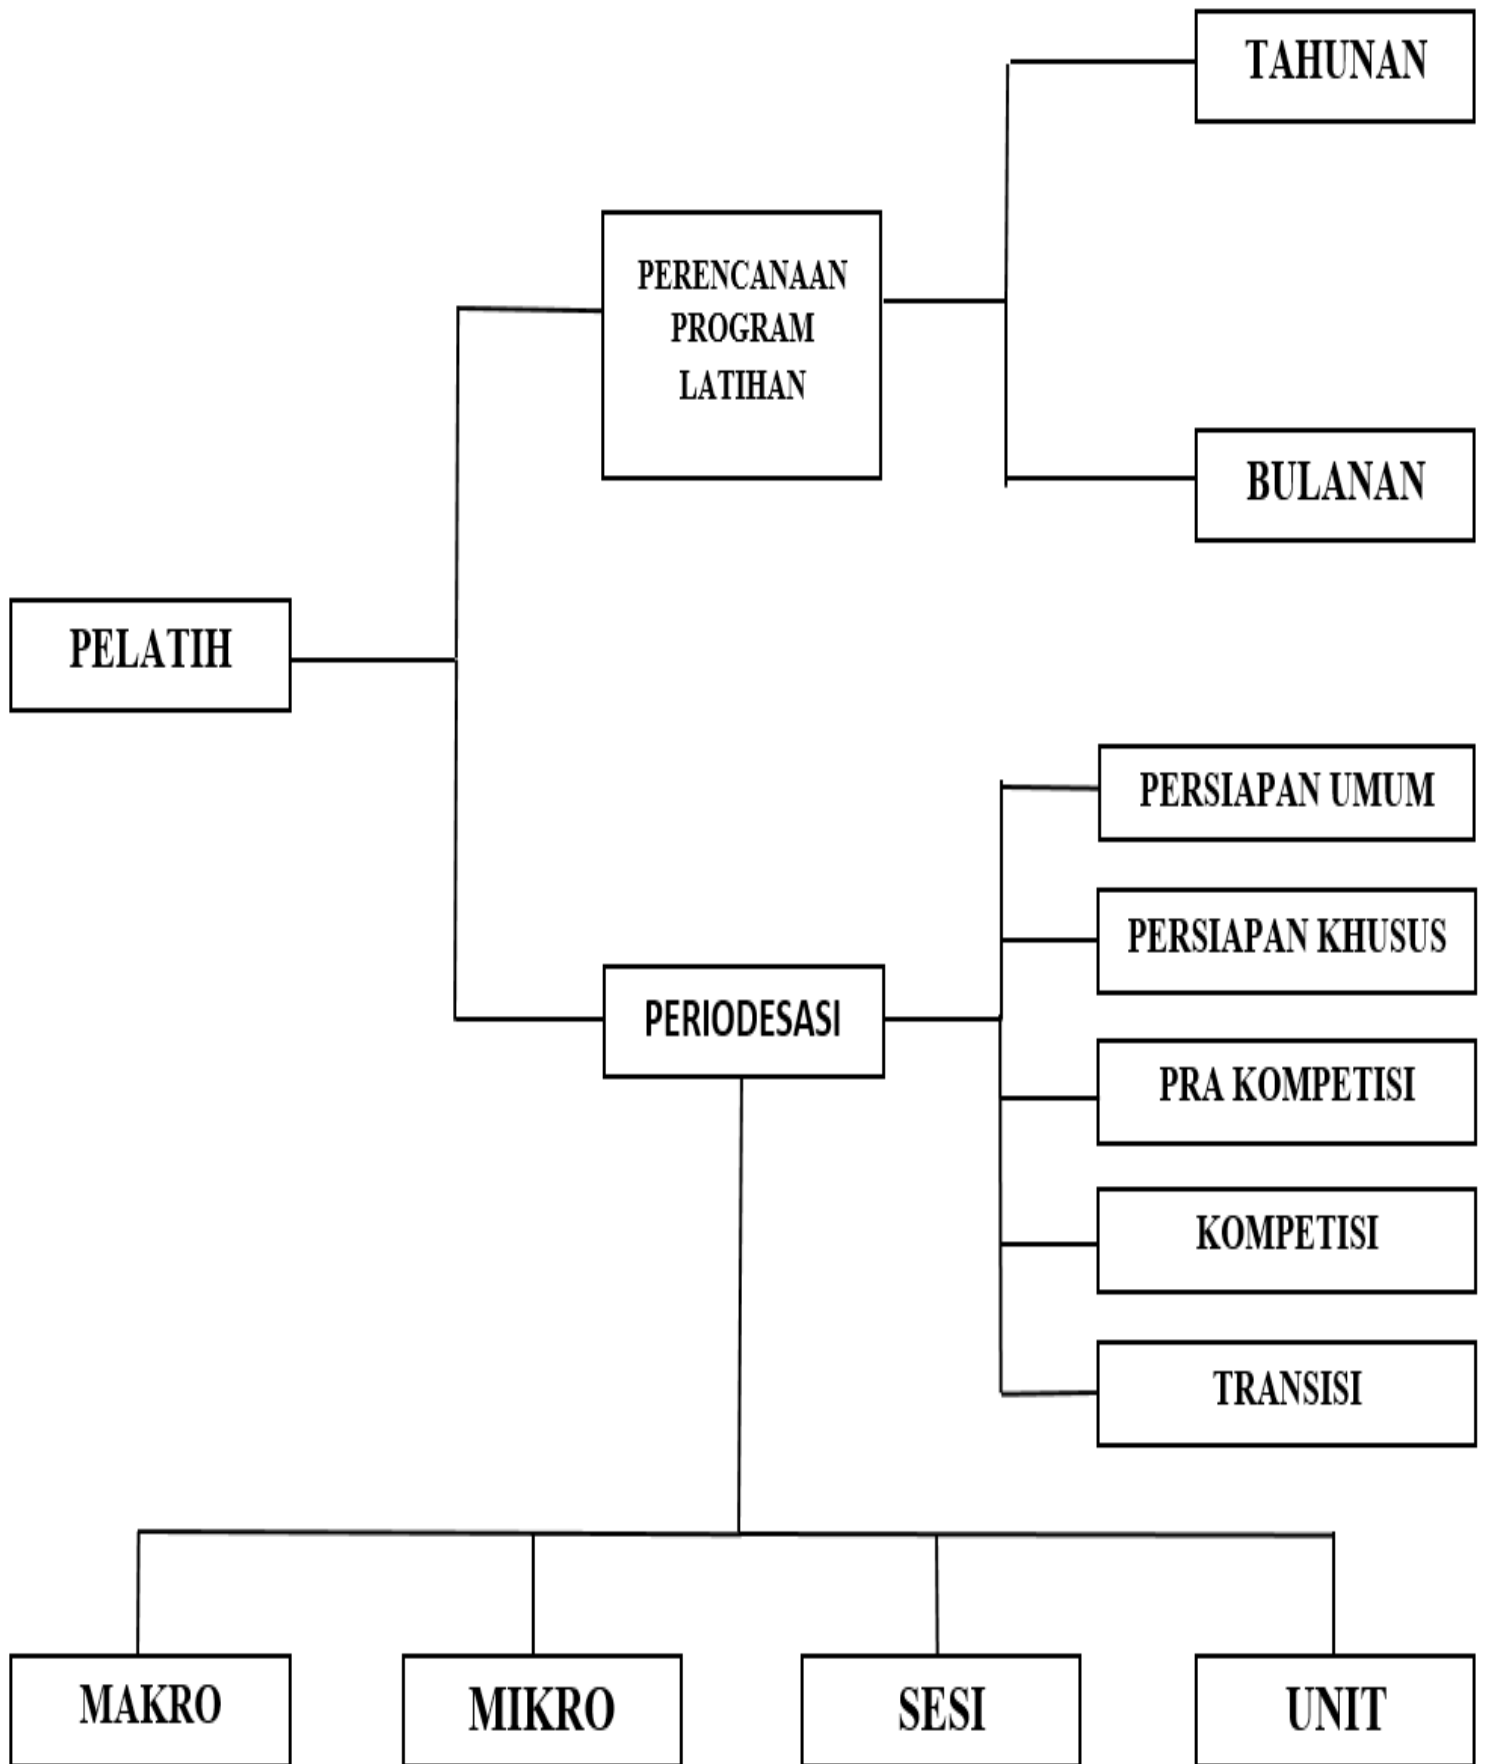 TAHUNAN
PERENCANAAN
PROGRAM
LATIHAN
BULANAN
PELATIH
PERSIAPAN UMUM
PERSIAPAN KHUSUS
PERIODESASI
PRA KOMPETISI
KOMPETISI
TRANSISI
MAKRO
MIKRO
SESI
UNIT